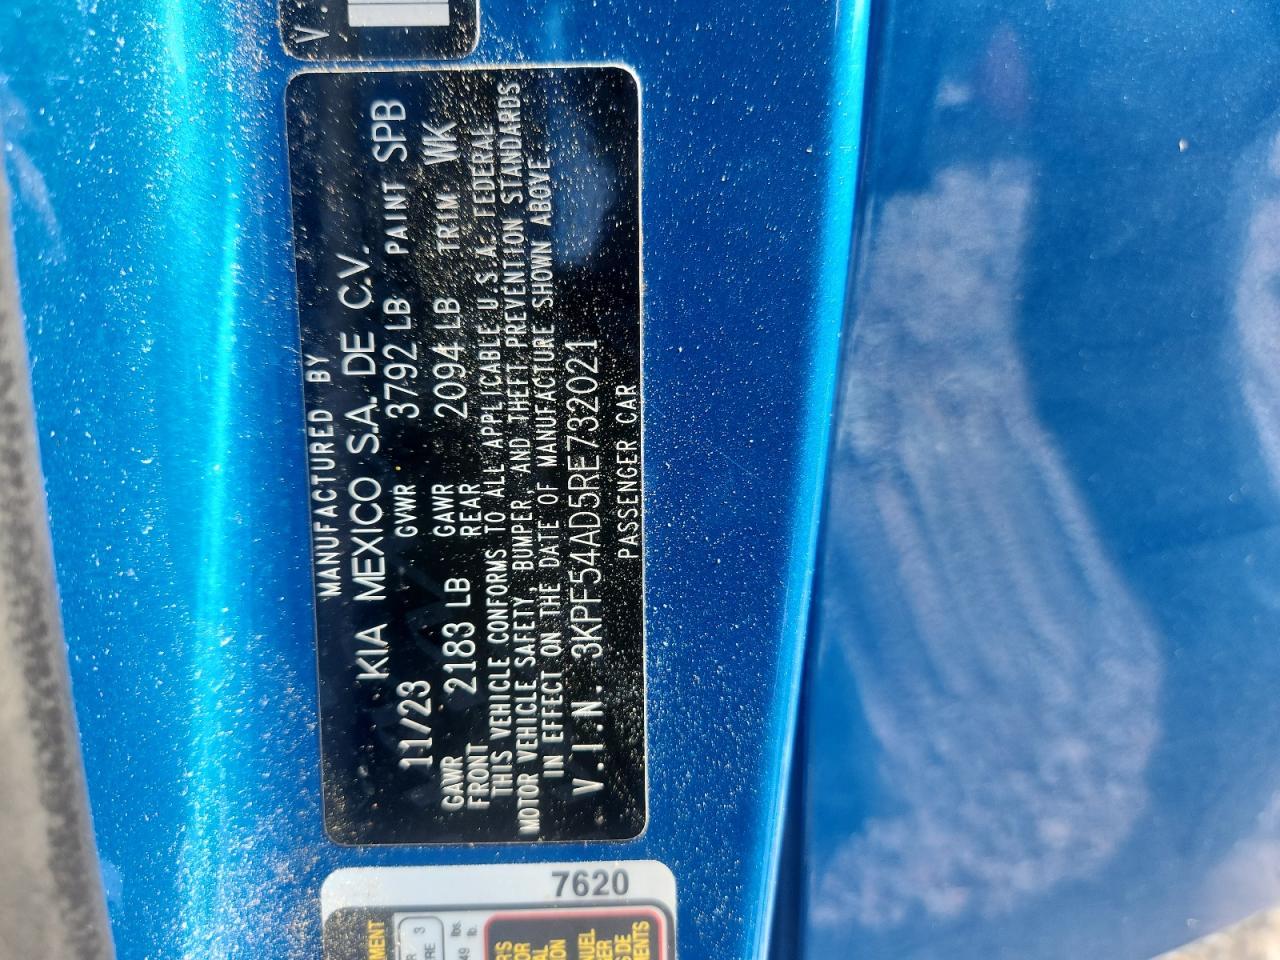 V.
MANUFACTURED BY
KIA MEXICO S.A. DE C.V.
11/23 GVWR 3792 LB PAINT SPB
GAWR FRONT 2183 LB GAWR REAR 2094 LB TRIM WK
THIS VEHICLE CONFORMS TO ALL APPLICABLE U.S.A. FEDERAL
MOTOR VEHICLE SAFETY, BUMPER, AND THEFT PREVENTION STANDARDS
IN EFFECT ON THE DATE OF MANUFACTURE SHOWN ABOVE
V.I.N. 3KPF54AD5RE732021
PASSENGER CAR
7620